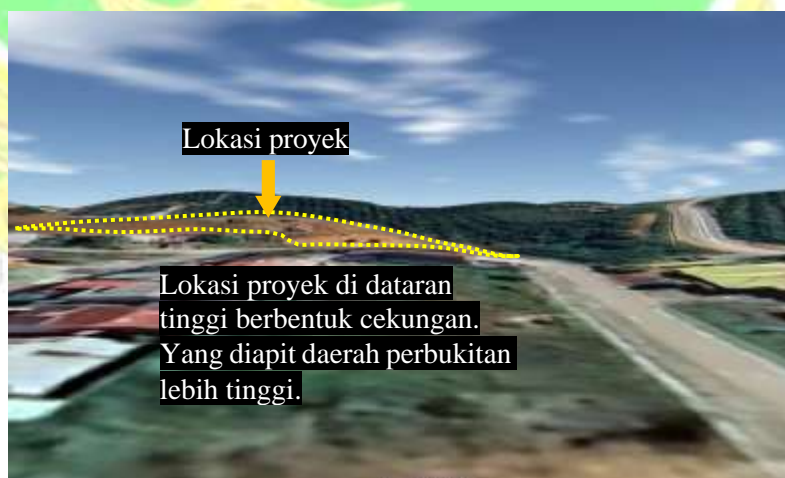 Lokasi proyek
Lokasi proyek di dataran
tinggi berbentuk cekungan.
Yang diapit daerah perbukitan
lebih tinggi.